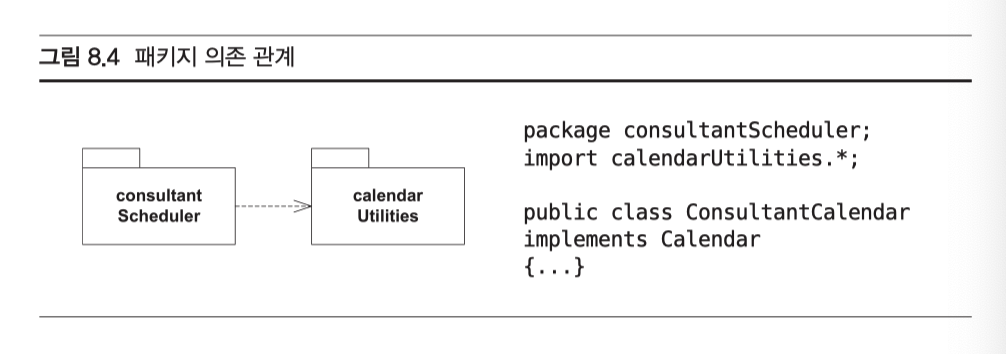 그림 8.4 패키지 의존 관계
consultant
Scheduler
calendar
Utilities
package consultantScheduler;
import calendarUtilities.*;
public class ConsultantCalendar
implements Calendar
{...}